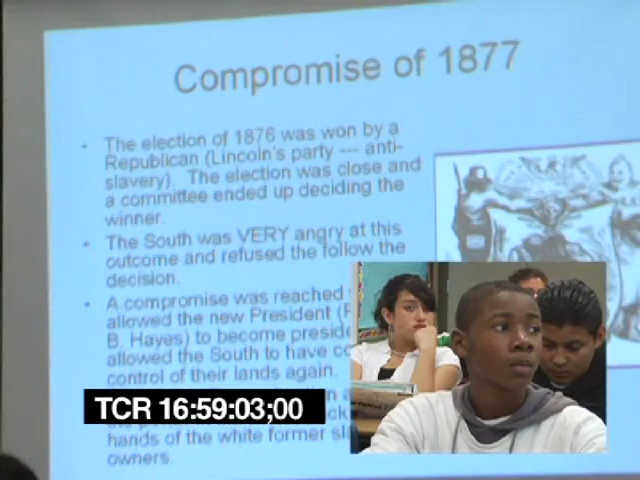 Compromise of 1877
• The election of 1876 was won by a
Republican (Lincoln's party --- anti-
slavery). The election was close and
a committee ended up deciding the
winner.
• The South was VERY angry at this
outcome and refused the follow the
decision.
• A compromise was reached
allowed the new President (
B. Hayes) to become
allowed the South to have
control of their lands again.
TCR 16:59:03;00
hands of the white former
owners.